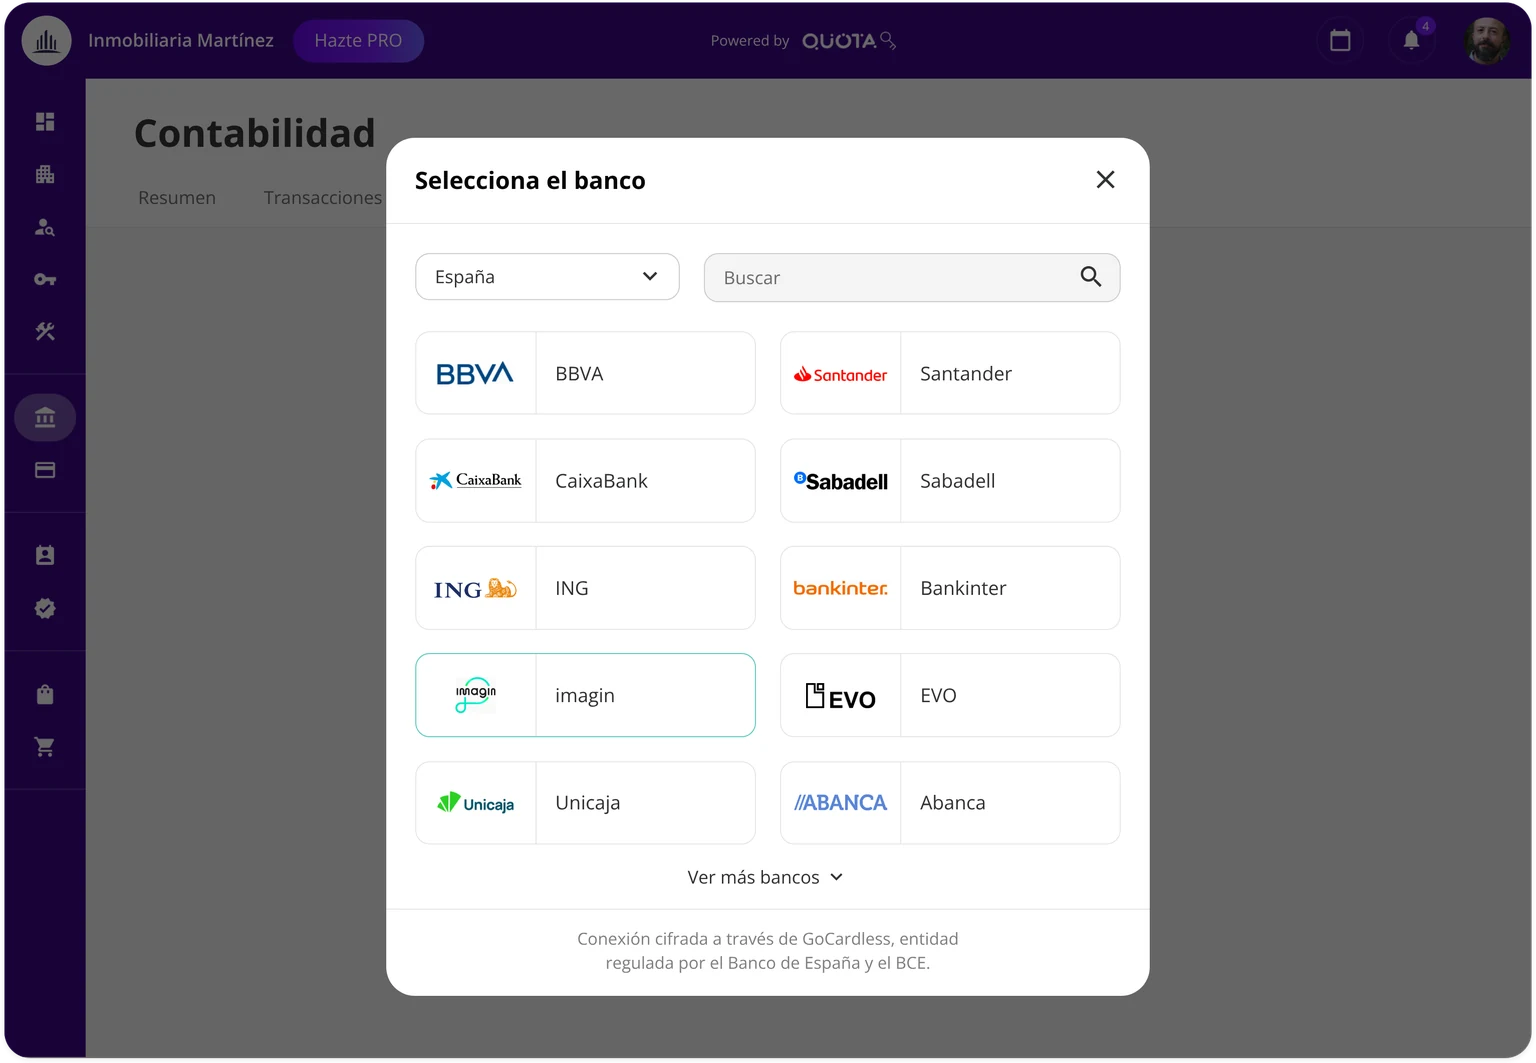 Inmobiliaria Martínez
Hazte PRO
Powered by QUOTA
4
Contabilidad
Resumen
Transacciones
Selecciona el banco
España
Buscar
BBVA
BBVA
Santander
Santander
CaixaBank
CaixaBank
B Sabadell
Sabadell
ING
ING
bankinter.
Bankinter
imagin
imagin
EVO
EVO
Unicaja
Unicaja
//ABANCA
Abanca
Ver más bancos
Conexión cifrada a través de GoCardless, entidad
regulada por el Banco de España y el BCE.